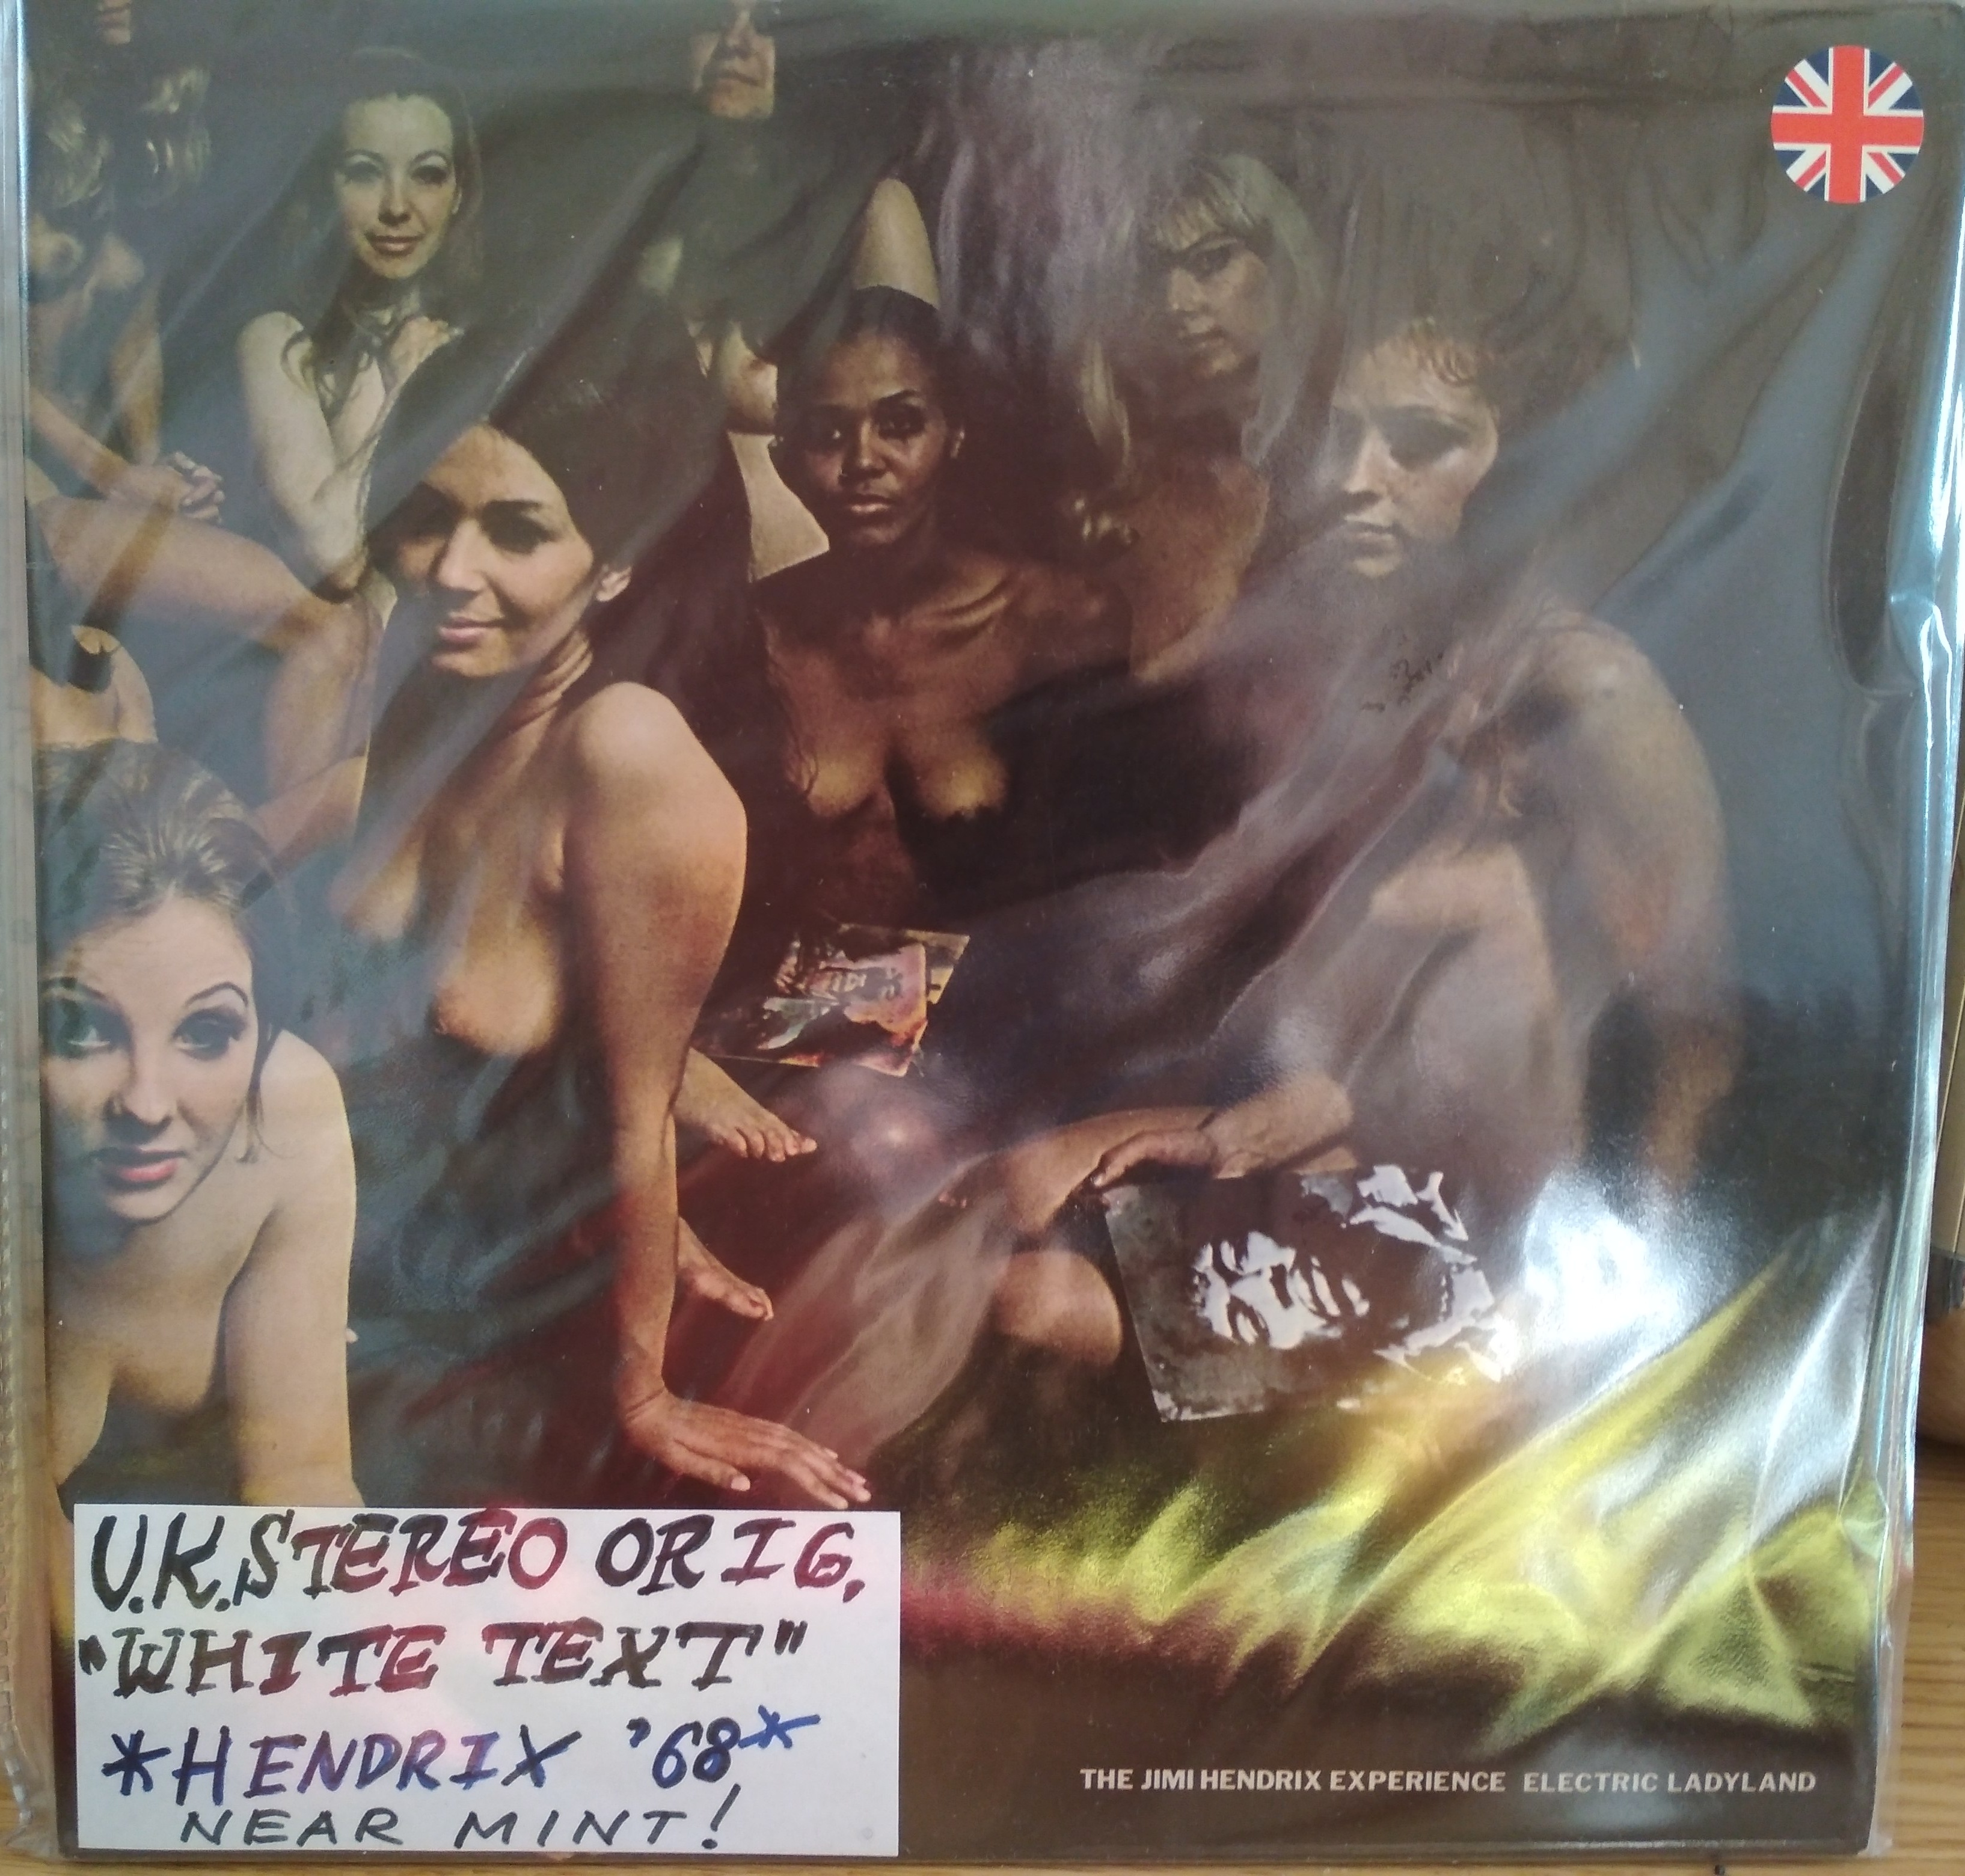 U.K. STEREO ORIG.
"WHITE TEXT"
*HENDRIX '68*
NEAR MINT!
THE JIMI HENDRIX EXPERIENCE ELECTRIC LADYLAND